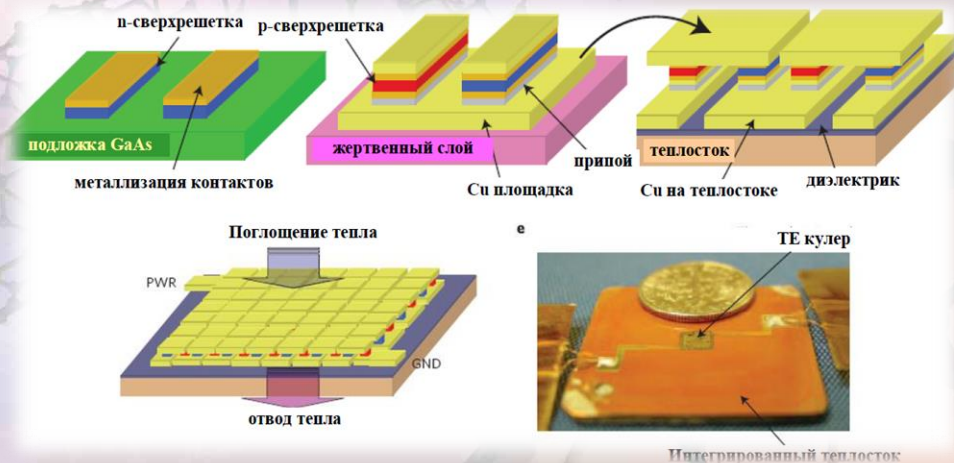 n-сверхрешетка
р-сверхрешетка
подложка GaAs
металлизация контактов
жертвенный слой
припой
Cu площадка
теплосток
Cu на теплостоке
диэлектрик
Поглощение тепла
PWR
GND
отвод тепла
e
ТЕ кулер
Интегрированный теплосток